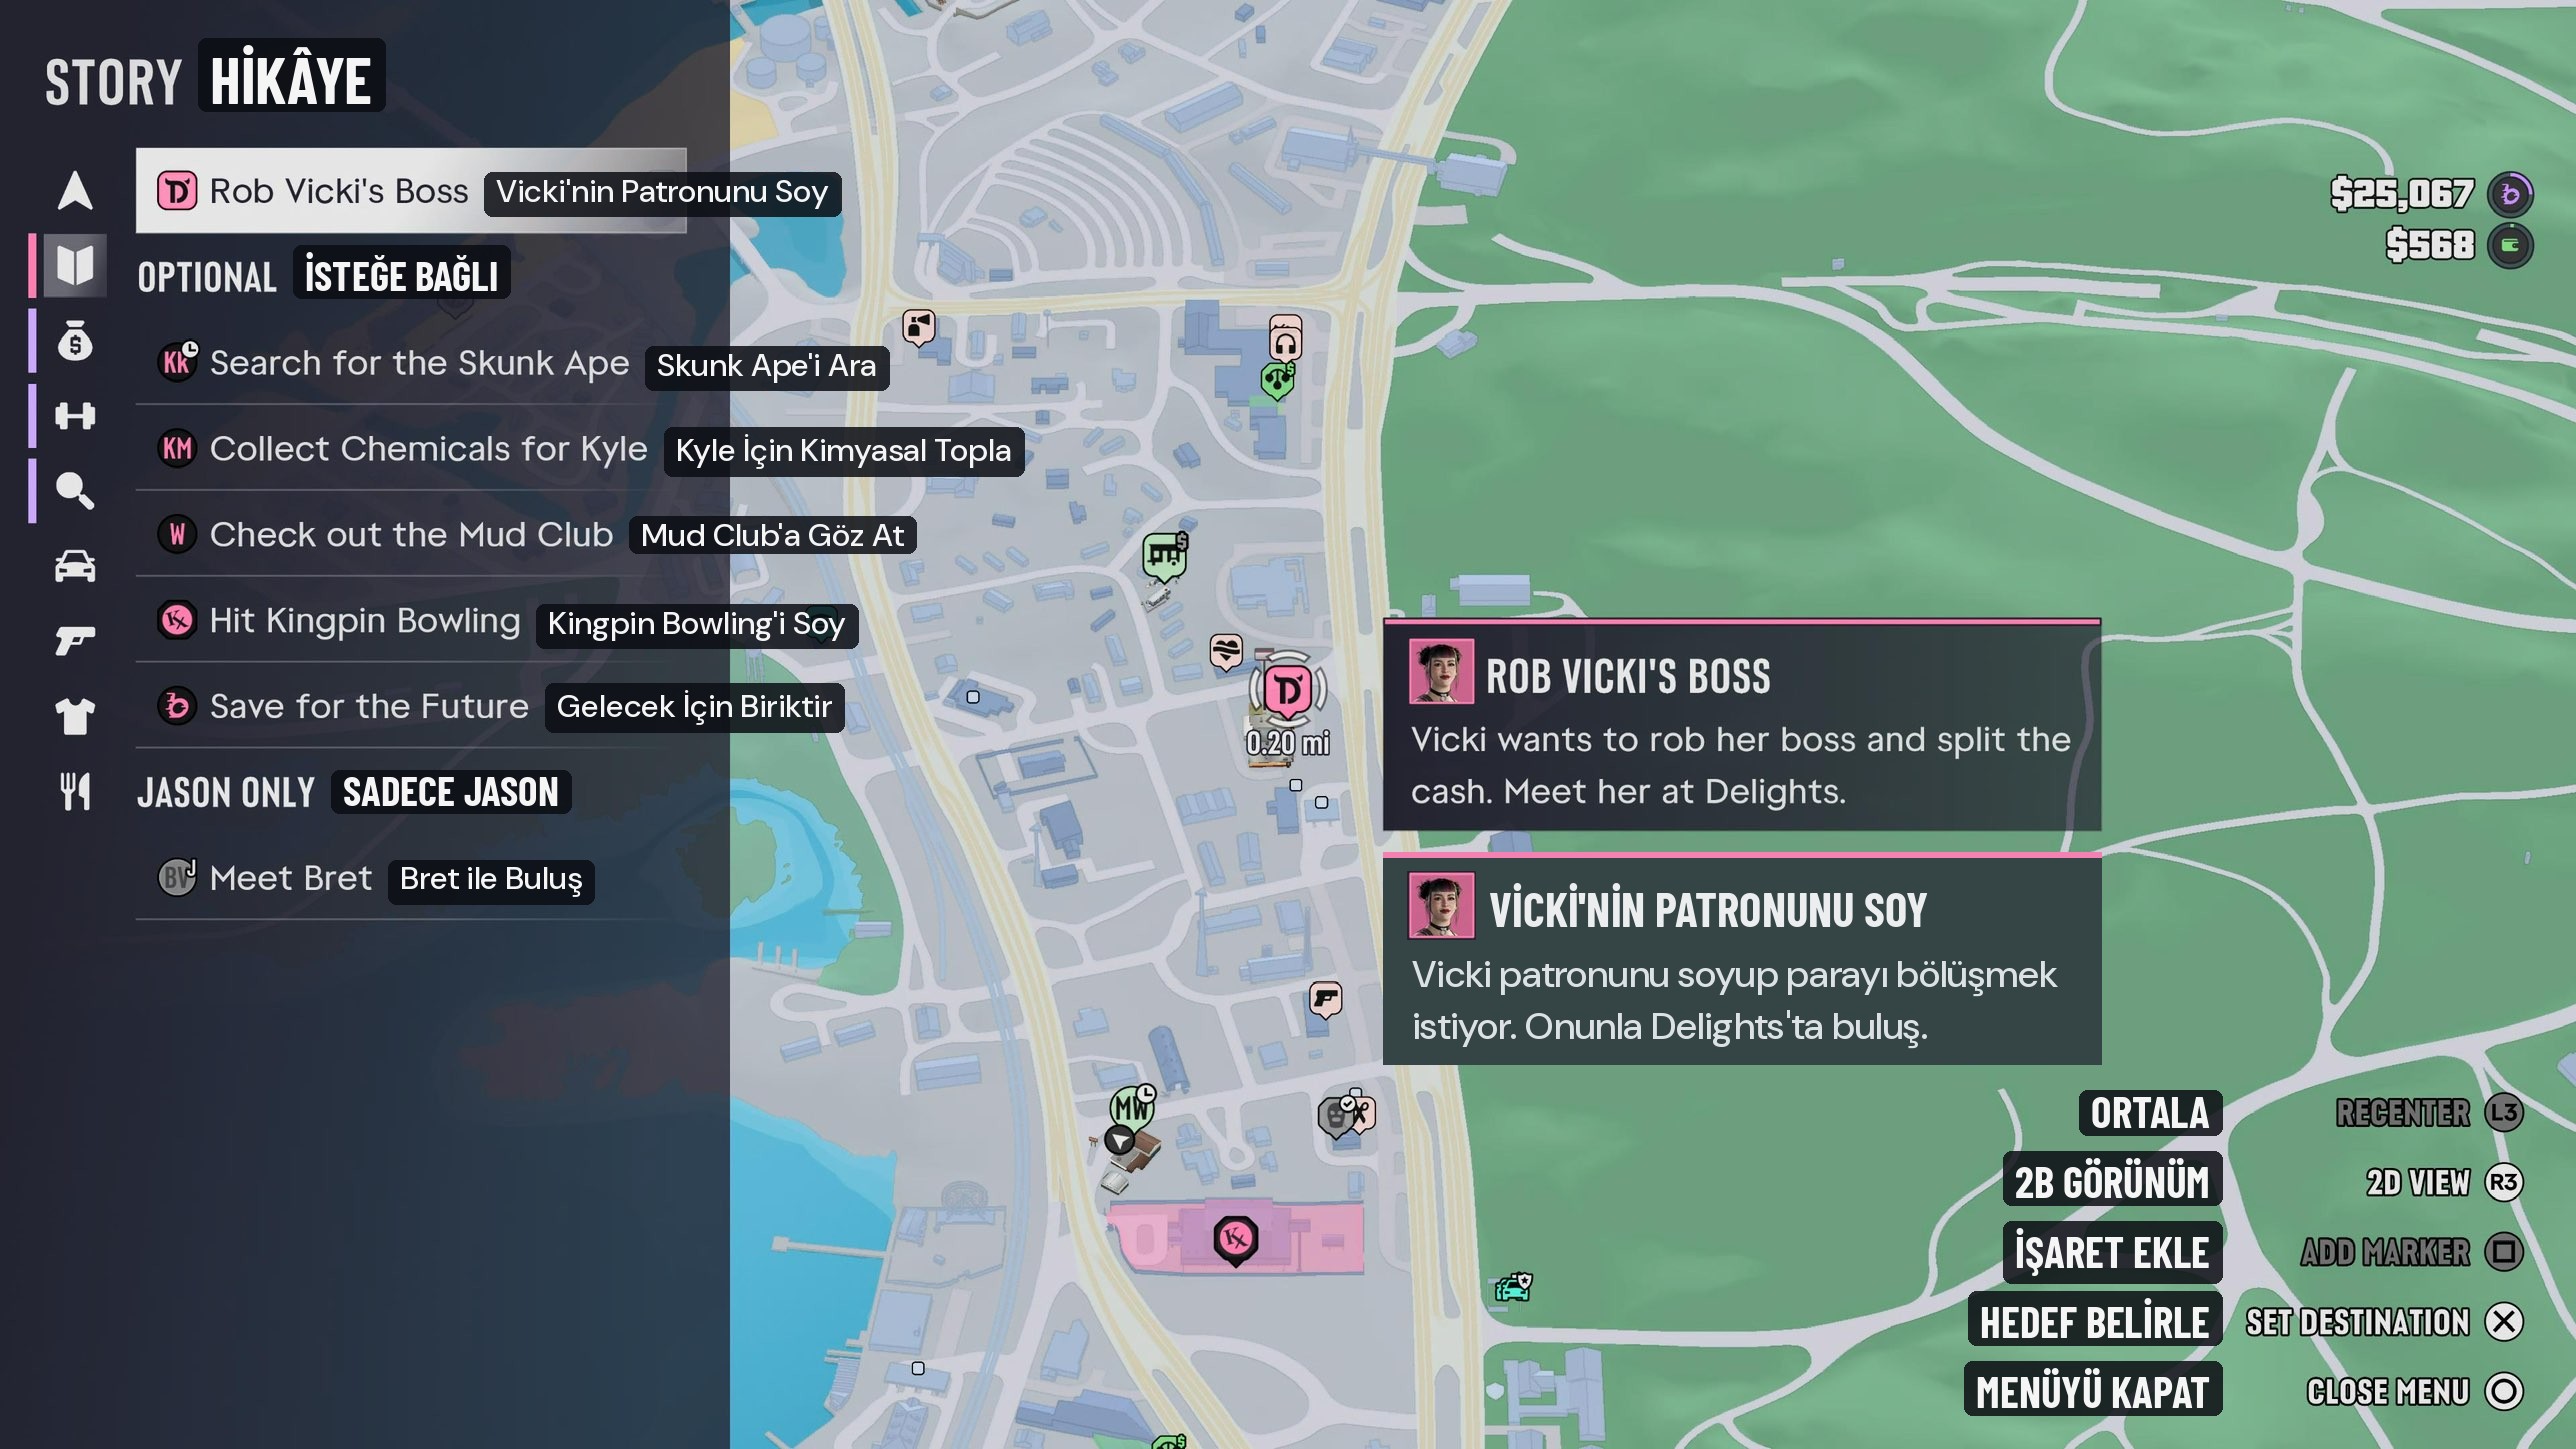 STORY HİKÂYE
Rob Vicki's Boss Vicki'nin Patronunu Soy
OPTIONAL İSTEĞE BAĞLI
KK Search for the Skunk Ape Skunk Ape'i Ara
KM Collect Chemicals for Kyle Kyle İçin Kimyasal Topla
W Check out the Mud Club Mud Club'a Göz At
Hit Kingpin Bowling Kingpin Bowling'i Soy
Save for the Future Gelecek İçin Biriktir
JASON ONLY SADECE JASON
BV J Meet Bret Bret ile Buluş
$25,067
$568
D
0.20 mi
MW
ROB VICKI'S BOSS
Vicki wants to rob her boss and split the
cash. Meet her at Delights.
VİCKİ'NİN PATRONUNU SOY
Vicki patronunu soyup parayı bölüşmek
istiyor. Onunla Delights'ta buluş.
ORTALA RECENTER L3
2B GÖRÜNÜM 2D VIEW R3
İŞARET EKLE ADD MARKER
HEDEF BELİRLE SET DESTINATION
MENÜYÜ KAPAT CLOSE MENU